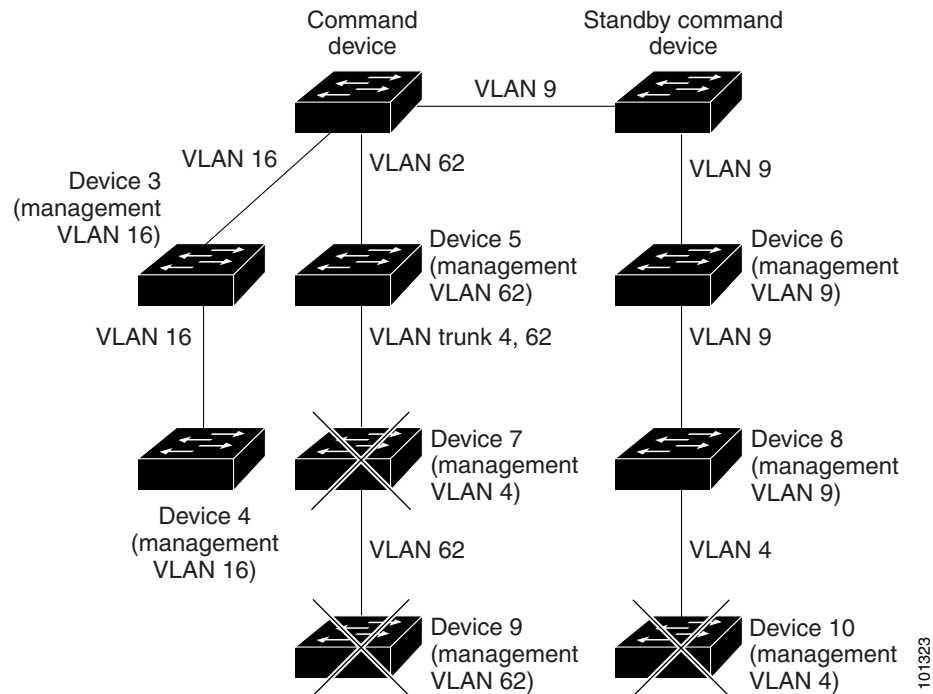 Command
device
Standby command
device
VLAN 9
VLAN 16
VLAN 62
VLAN 9
Device 3
(management
VLAN 16)
Device 5
(management
VLAN 62)
Device 6
(management
VLAN 9)
VLAN 16
VLAN trunk 4, 62
VLAN 9
Device 4
(management
VLAN 16)
Device 7
(management
VLAN 4)
Device 8
(management
VLAN 9)
VLAN 62
VLAN 4
Device 9
(management
VLAN 62)
Device 10
(management
VLAN 4)
101323